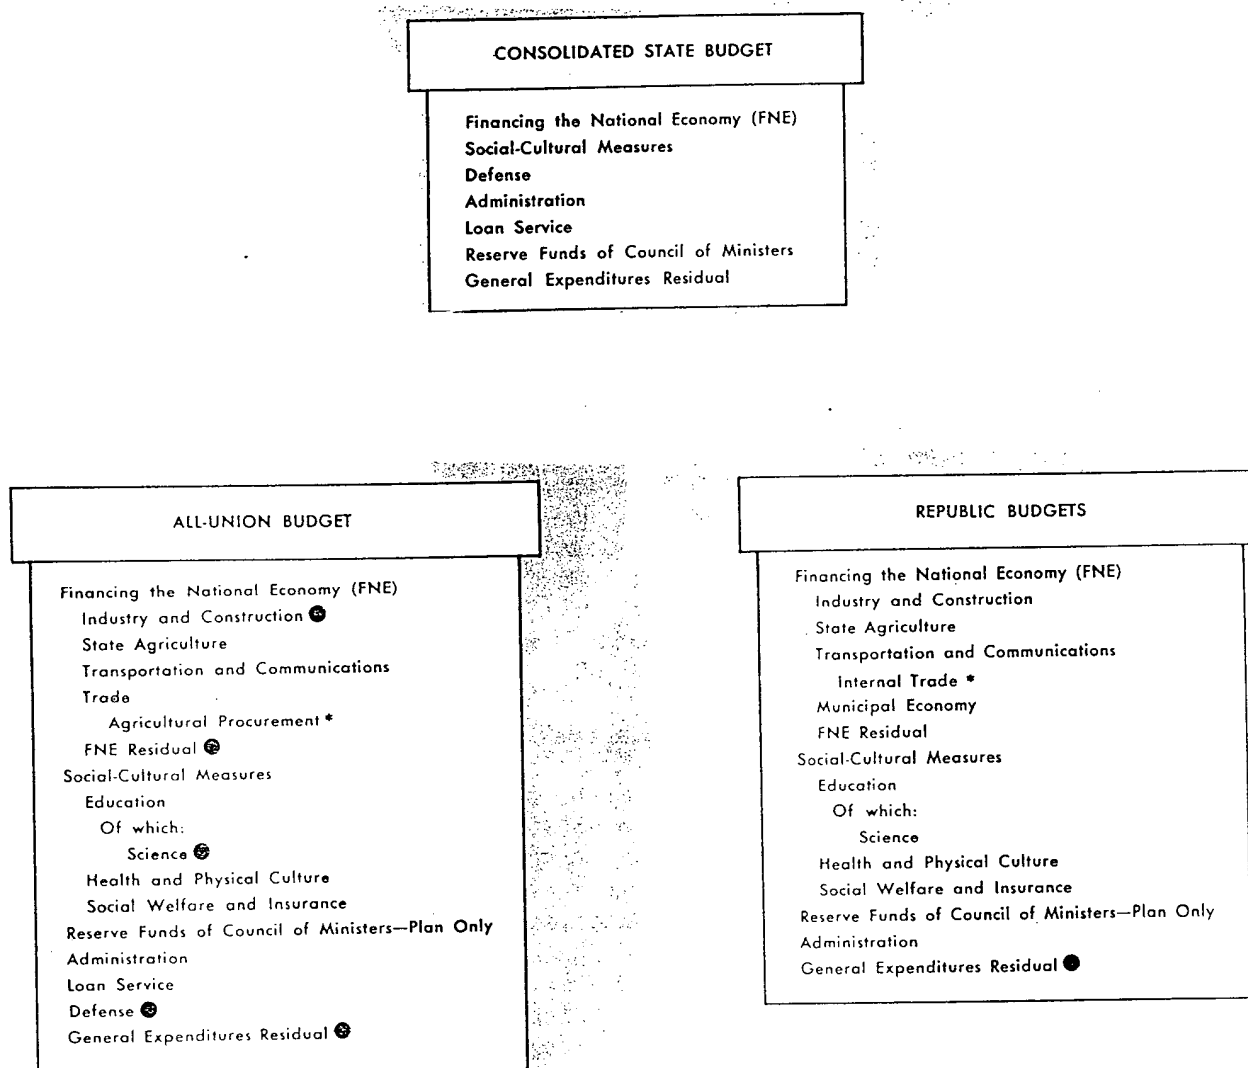 CONSOLIDATED STATE BUDGET
Financing the National Economy (FNE)
Social-Cultural Measures
Defense
Administration
Loan Service
Reserve Funds of Council of Ministers
General Expenditures Residual
ALL-UNION BUDGET
Financing the National Economy (FNE)
Industry and Construction
State Agriculture
Transportation and Communications
Trade
Agricultural Procurement *
FNE Residual
Social-Cultural Measures
Education
Of which:
Science
Health and Physical Culture
Social Welfare and Insurance
Reserve Funds of Council of Ministers—Plan Only
Administration
Loan Service
Defense
General Expenditures Residual
REPUBLIC BUDGETS
Financing the National Economy (FNE)
Industry and Construction
State Agriculture
Transportation and Communications
Internal Trade *
Municipal Economy
FNE Residual
Social-Cultural Measures
Education
Of which:
Science
Health and Physical Culture
Social Welfare and Insurance
Reserve Funds of Council of Ministers—Plan Only
Administration
General Expenditures Residual